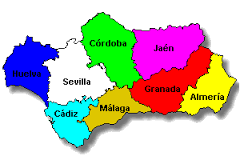 Córdoba
Jaén
Huelva
Sevilla
Granada
Almería
Málaga
Cádiz